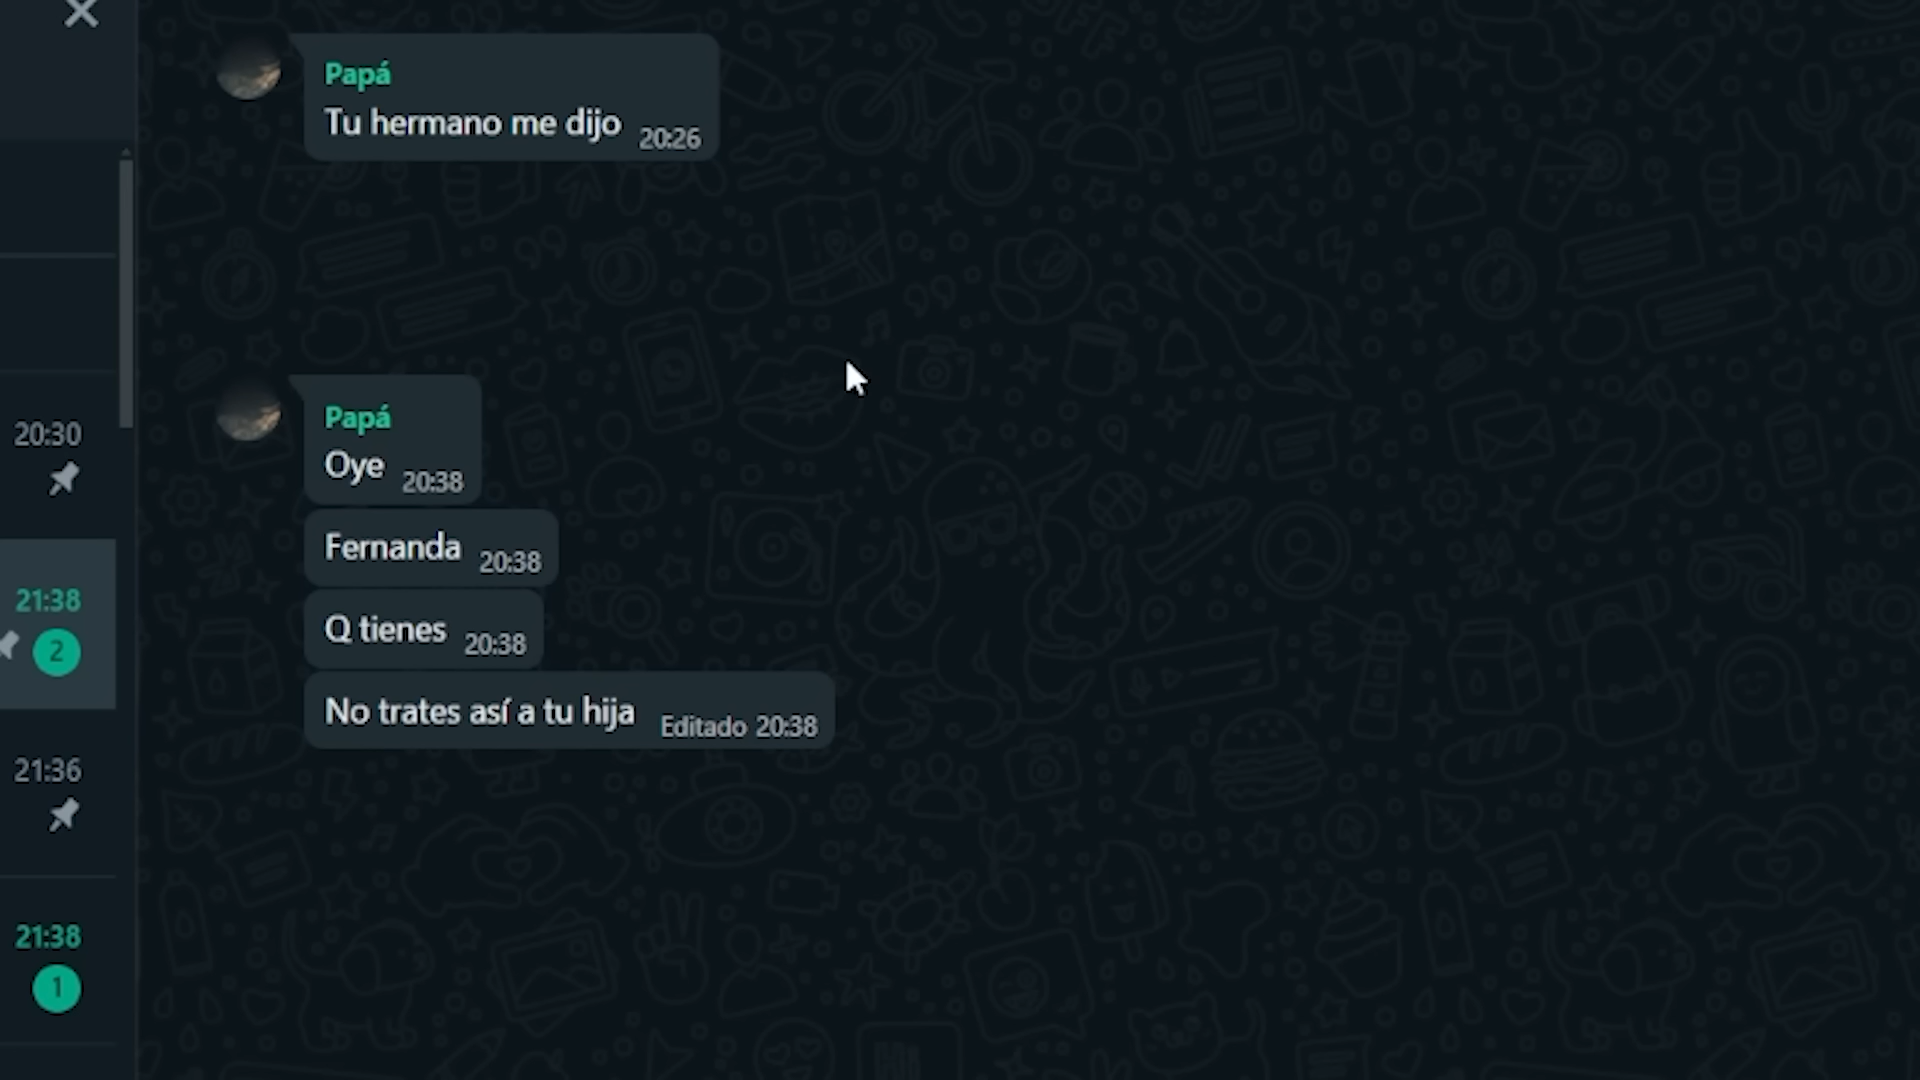 Papá
Tu hermano me dijo 20:26
20:30
Papá
Oye 20:38
Fernanda 20:38
21:38
2
Q tienes 20:38
No trates así a tu hija Editado 20:38
21:36
21:38
1